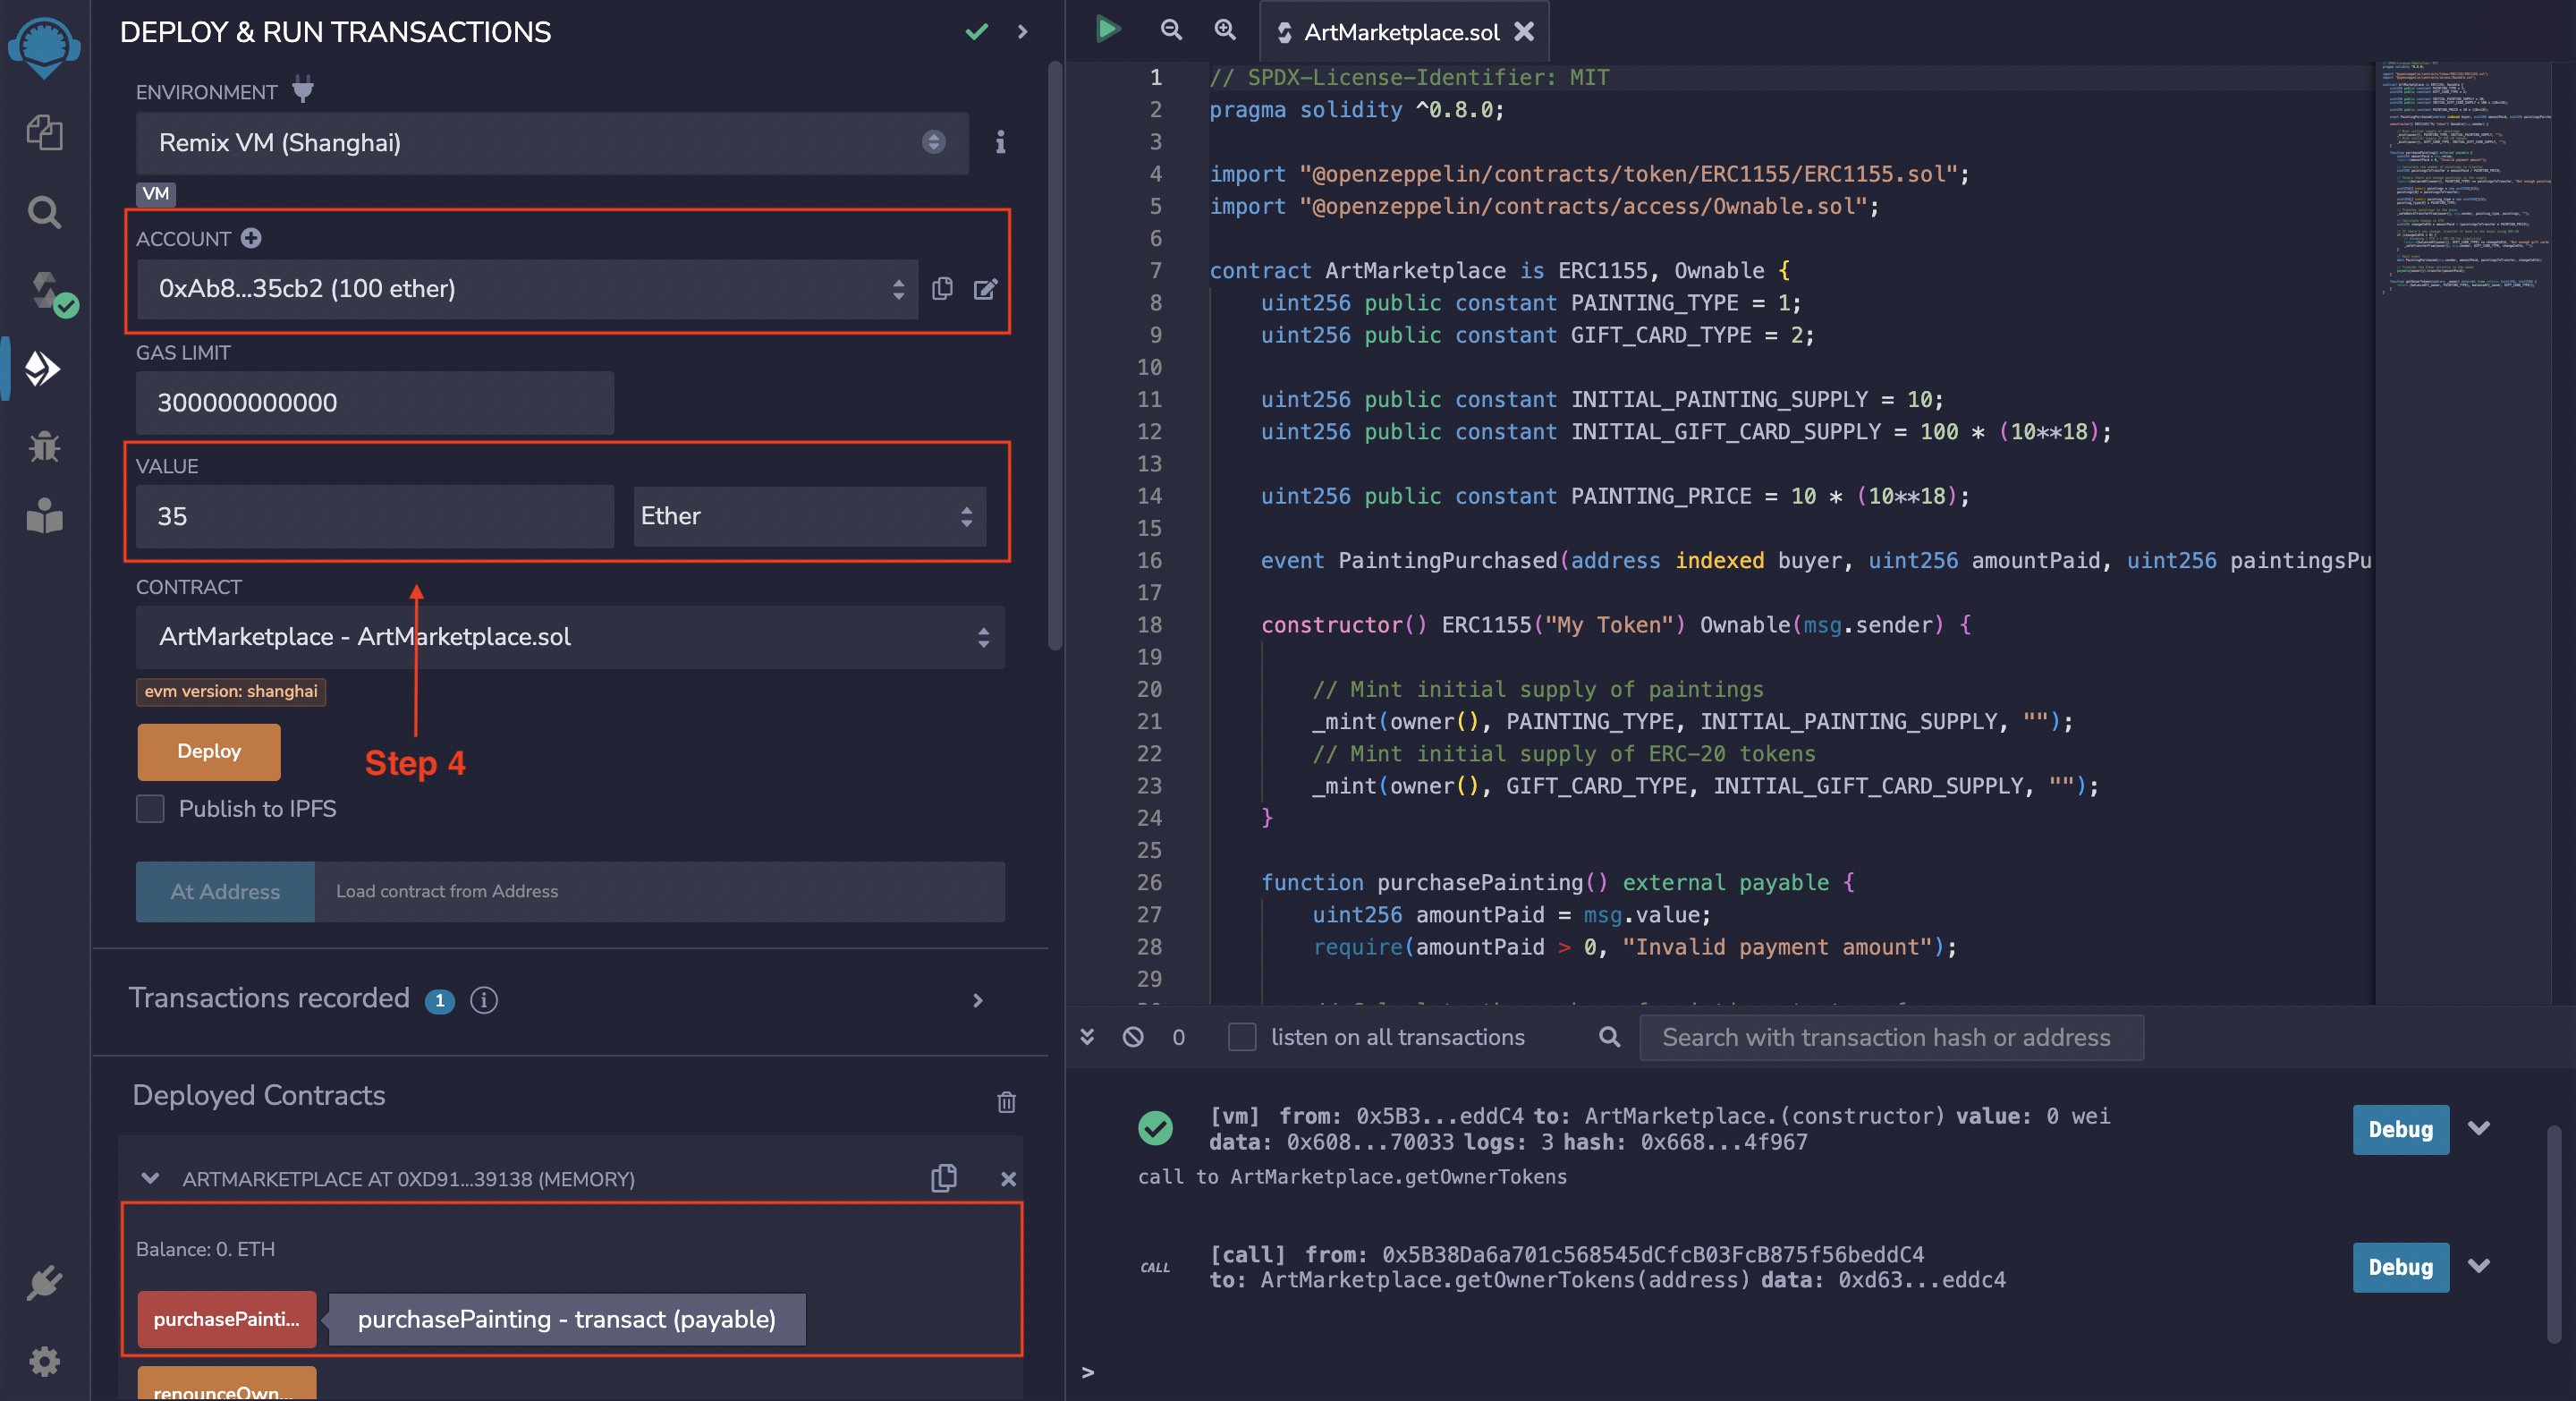 DEPLOY & RUN TRANSACTIONS
ENVIRONMENT
Remix VM (Shanghai)
VM
ACCOUNT
0xAb8...35cb2 (100 ether)
GAS LIMIT
300000000000
VALUE
35
Ether
CONTRACT
ArtMarketplace - ArtMarketplace.sol
evm version: shanghai
Deploy
Step 4
Publish to IPFS
At Address
Load contract from Address
Transactions recorded 1
Deployed Contracts
ARTMARKETPLACE AT 0XD91...39138 (MEMORY)
Balance: 0. ETH
purchasePainti...
purchasePainting - transact (payable)
renounceOwn...
ArtMarketplace.sol
1 // SPDX-License-Identifier: MIT
2 pragma solidity ^0.8.0;
3
4 import "@openzeppelin/contracts/token/ERC1155/ERC1155.sol";
5 import "@openzeppelin/contracts/access/Ownable.sol";
6
7 contract ArtMarketplace is ERC1155, Ownable {
8 uint256 public constant PAINTING_TYPE = 1;
9 uint256 public constant GIFT_CARD_TYPE = 2;
10
11 uint256 public constant INITIAL_PAINTING_SUPPLY = 10;
12 uint256 public constant INITIAL_GIFT_CARD_SUPPLY = 100 * (10**18);
13
14 uint256 public constant PAINTING_PRICE = 10 * (10**18);
15
16 event PaintingPurchased(address indexed buyer, uint256 amountPaid, uint256 paintingsPu
17
18 constructor() ERC1155("My Token") Ownable(msg.sender) {
19
20 // Mint initial supply of paintings
21 _mint(owner(), PAINTING_TYPE, INITIAL_PAINTING_SUPPLY, "");
22 // Mint initial supply of ERC-20 tokens
23 _mint(owner(), GIFT_CARD_TYPE, INITIAL_GIFT_CARD_SUPPLY, "");
24 }
25
26 function purchasePainting() external payable {
27 uint256 amountPaid = msg.value;
28 require(amountPaid > 0, "Invalid payment amount");
29
0
listen on all transactions
Search with transaction hash or address
[vm] from: 0x5B3...eddC4 to: ArtMarketplace.(constructor) value: 0 wei
data: 0x608...70033 logs: 3 hash: 0x668...4f967
Debug
call to ArtMarketplace.getOwnerTokens
CALL
[call] from: 0x5B38Da6a701c568545dCfcB03FcB875f56beddC4
to: ArtMarketplace.getOwnerTokens(address) data: 0xd63...eddc4
Debug
>